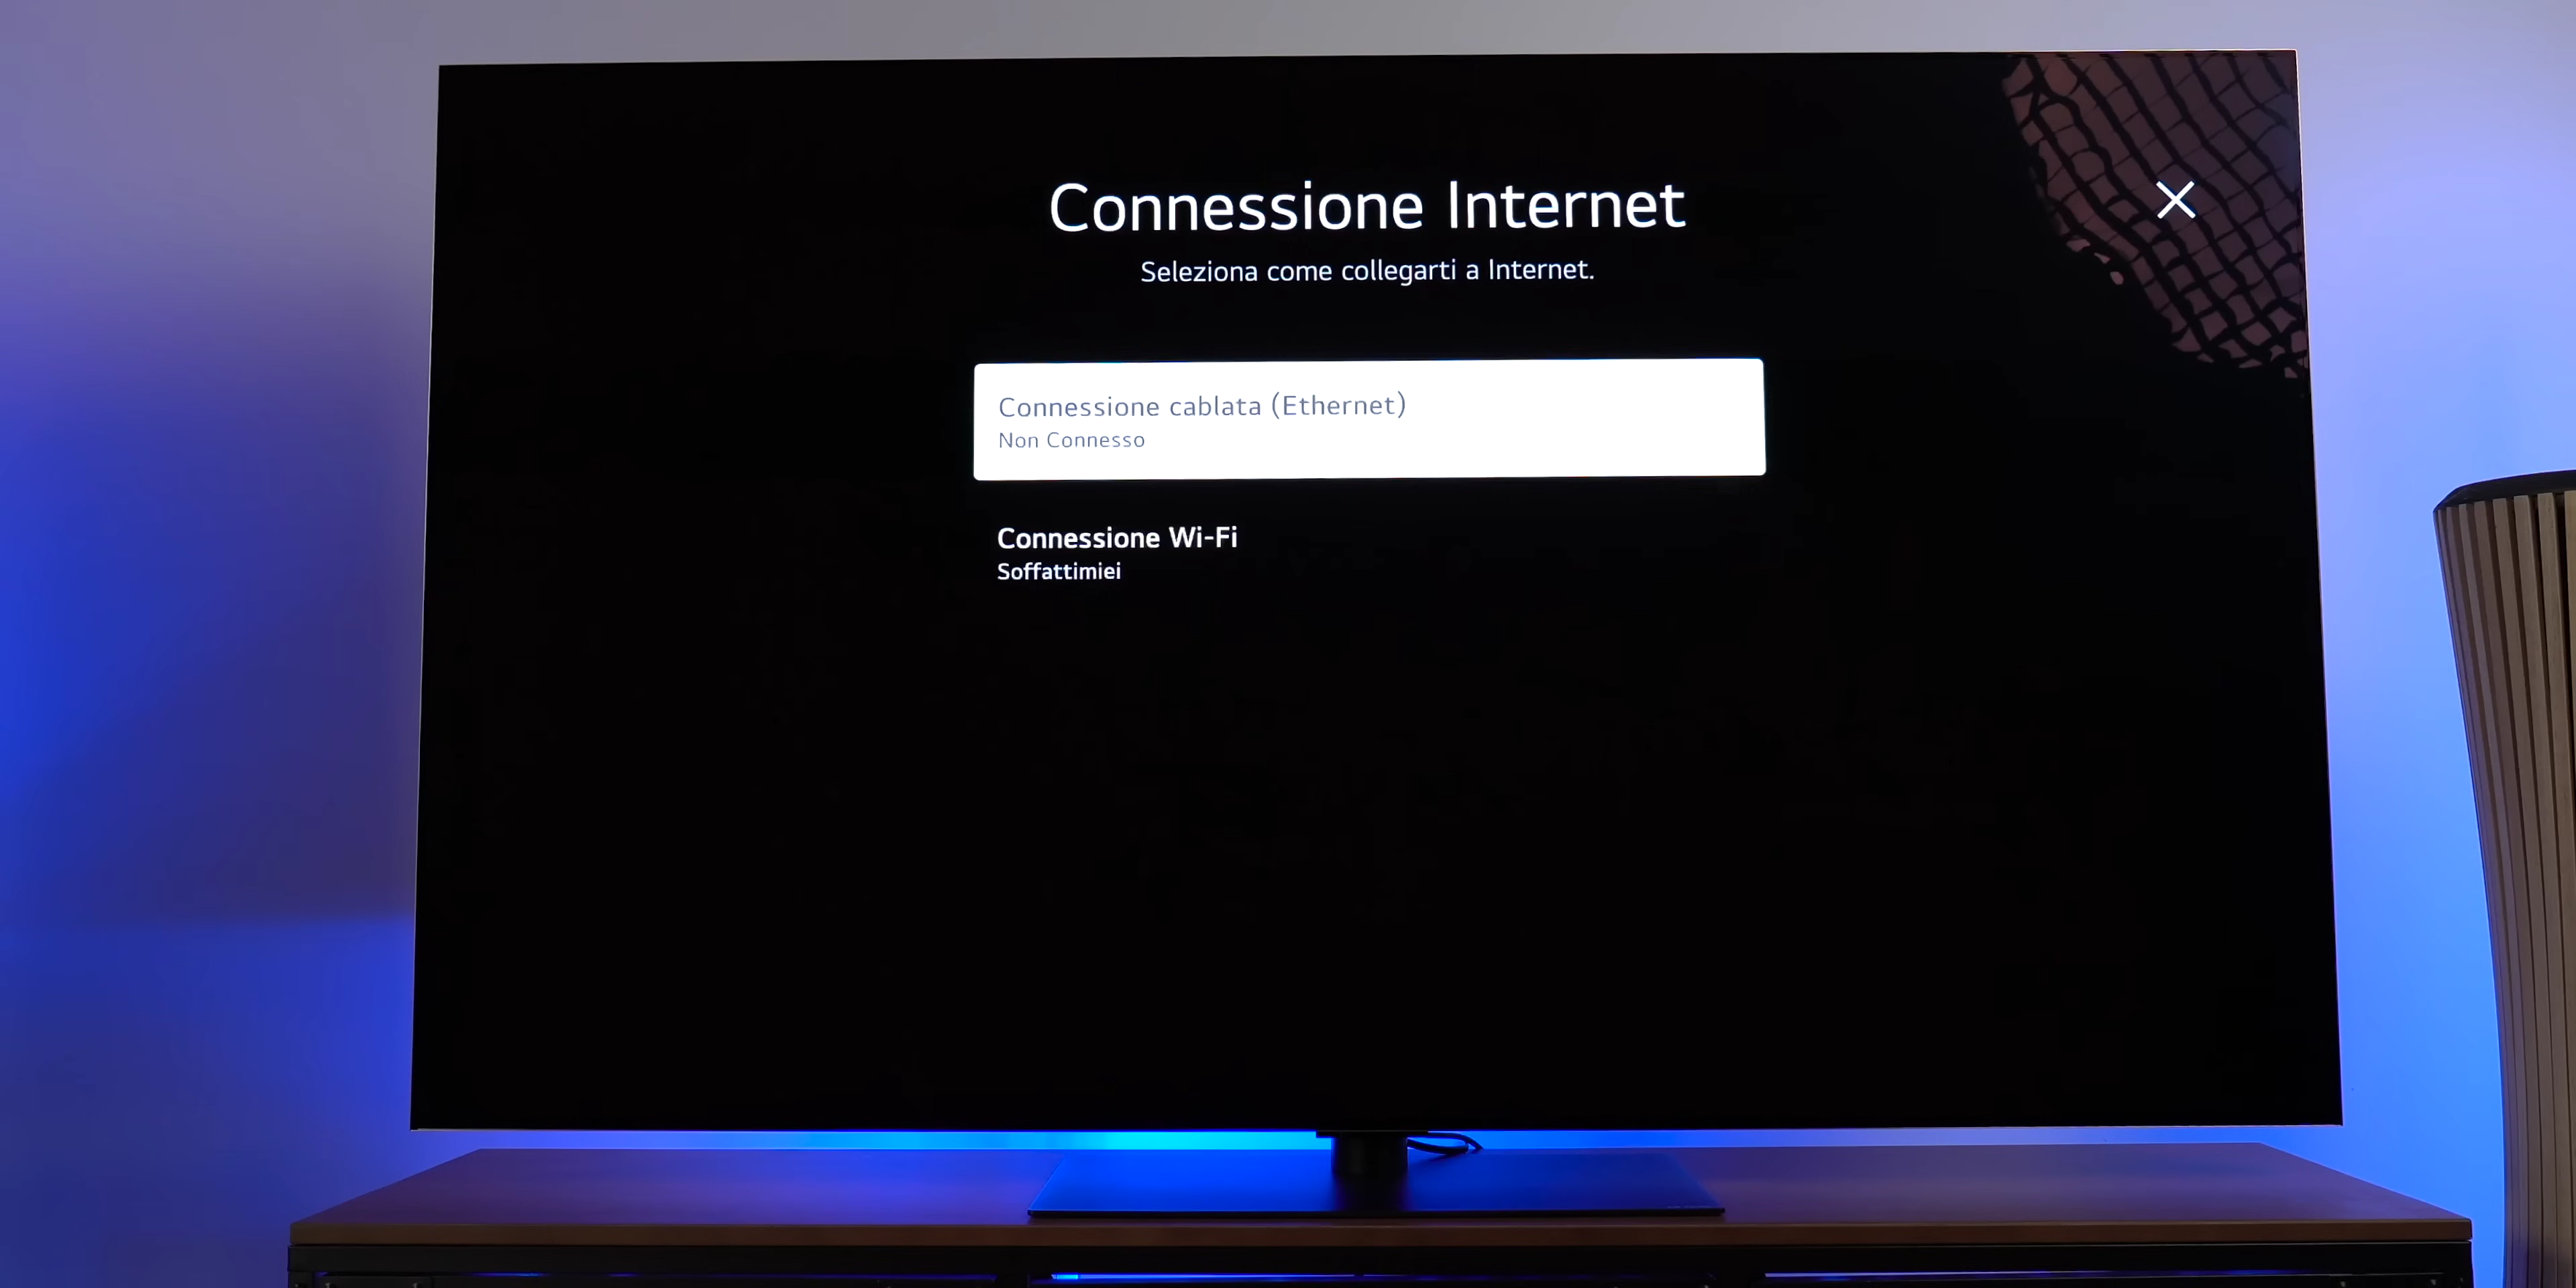 Connessione Internet
Seleziona come collegarti a Internet.
Connessione cablata (Ethernet)
Non Connesso
Connessione Wi-Fi
Soffattimiei